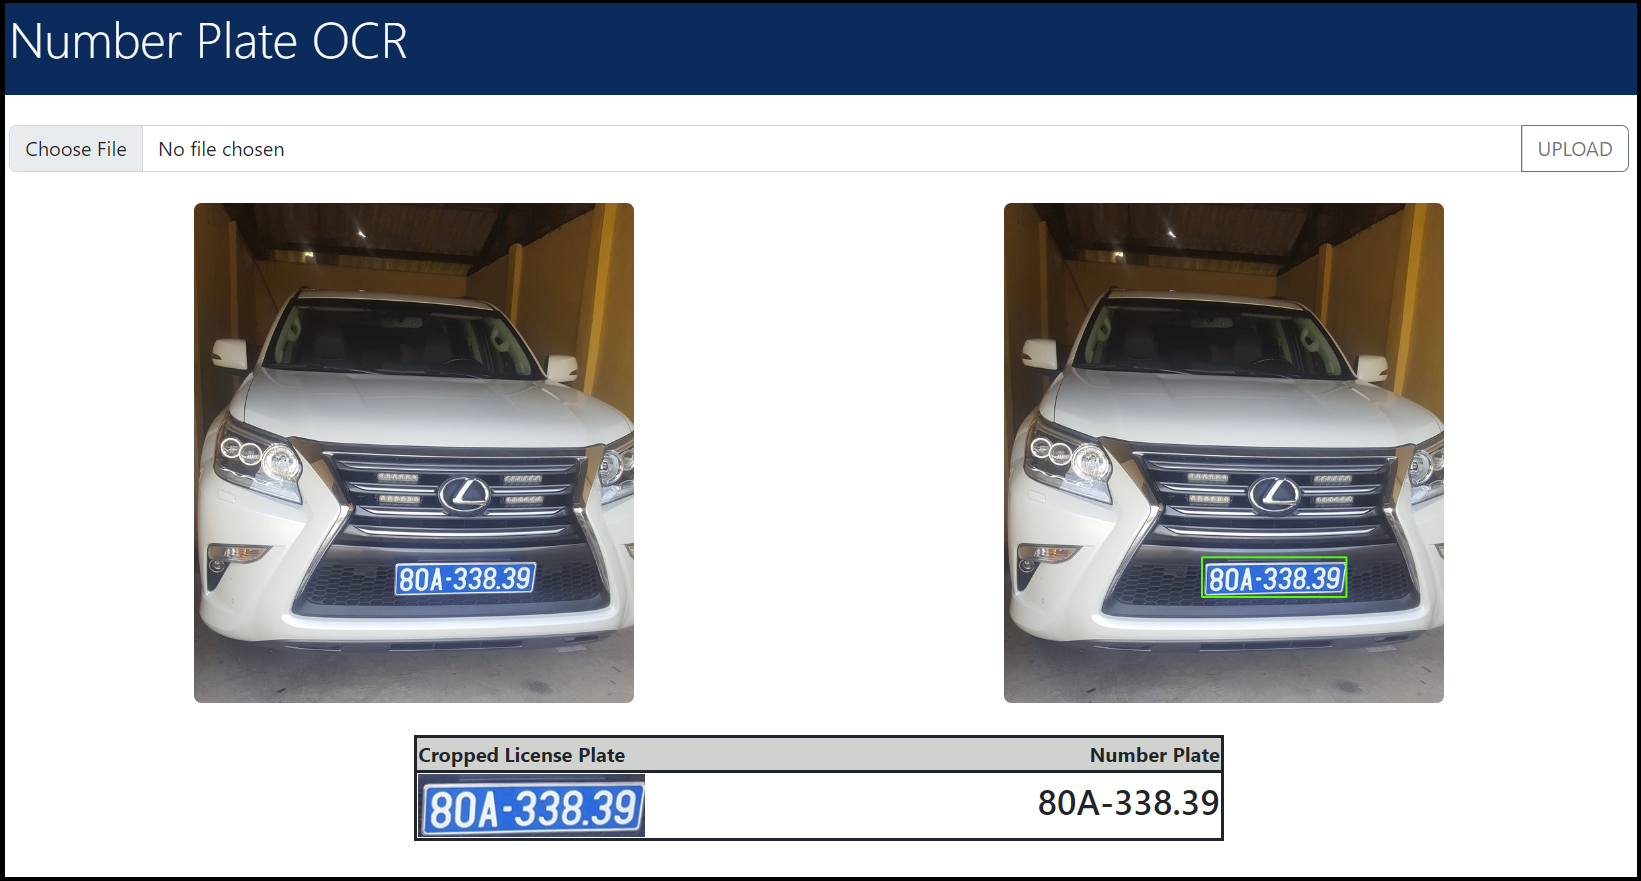 Number Plate OCR
Choose File No file chosen UPLOAD
80A-338.39
80A-338.39
Cropped License Plate Number Plate
80A-338.39 80A-338.39